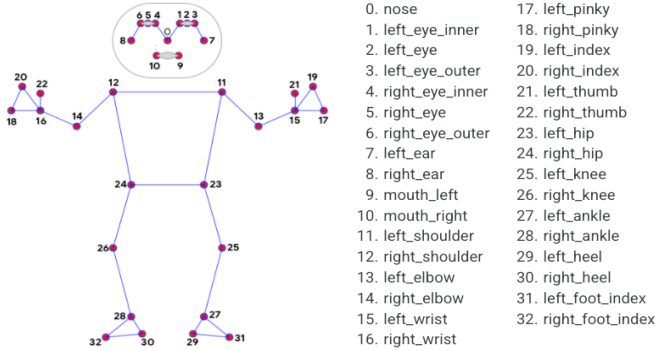 6 5 4 1 2 3
0
8 7
10 9
20 22 12 11 21 19
18 16 14 13 15 17
24 23
26 25
28 27
32 30 29 31
0. nose
1. left_eye_inner
2. left_eye
3. left_eye_outer
4. right_eye_inner
5. right_eye
6. right_eye_outer
7. left_ear
8. right_ear
9. mouth_left
10. mouth_right
11. left_shoulder
12. right_shoulder
13. left_elbow
14. right_elbow
15. left_wrist
16. right_wrist
17. left_pinky
18. right_pinky
19. left_index
20. right_index
21. left_thumb
22. right_thumb
23. left_hip
24. right_hip
25. left_knee
26. right_knee
27. left_ankle
28. right_ankle
29. left_heel
30. right_heel
31. left_foot_index
32. right_foot_index